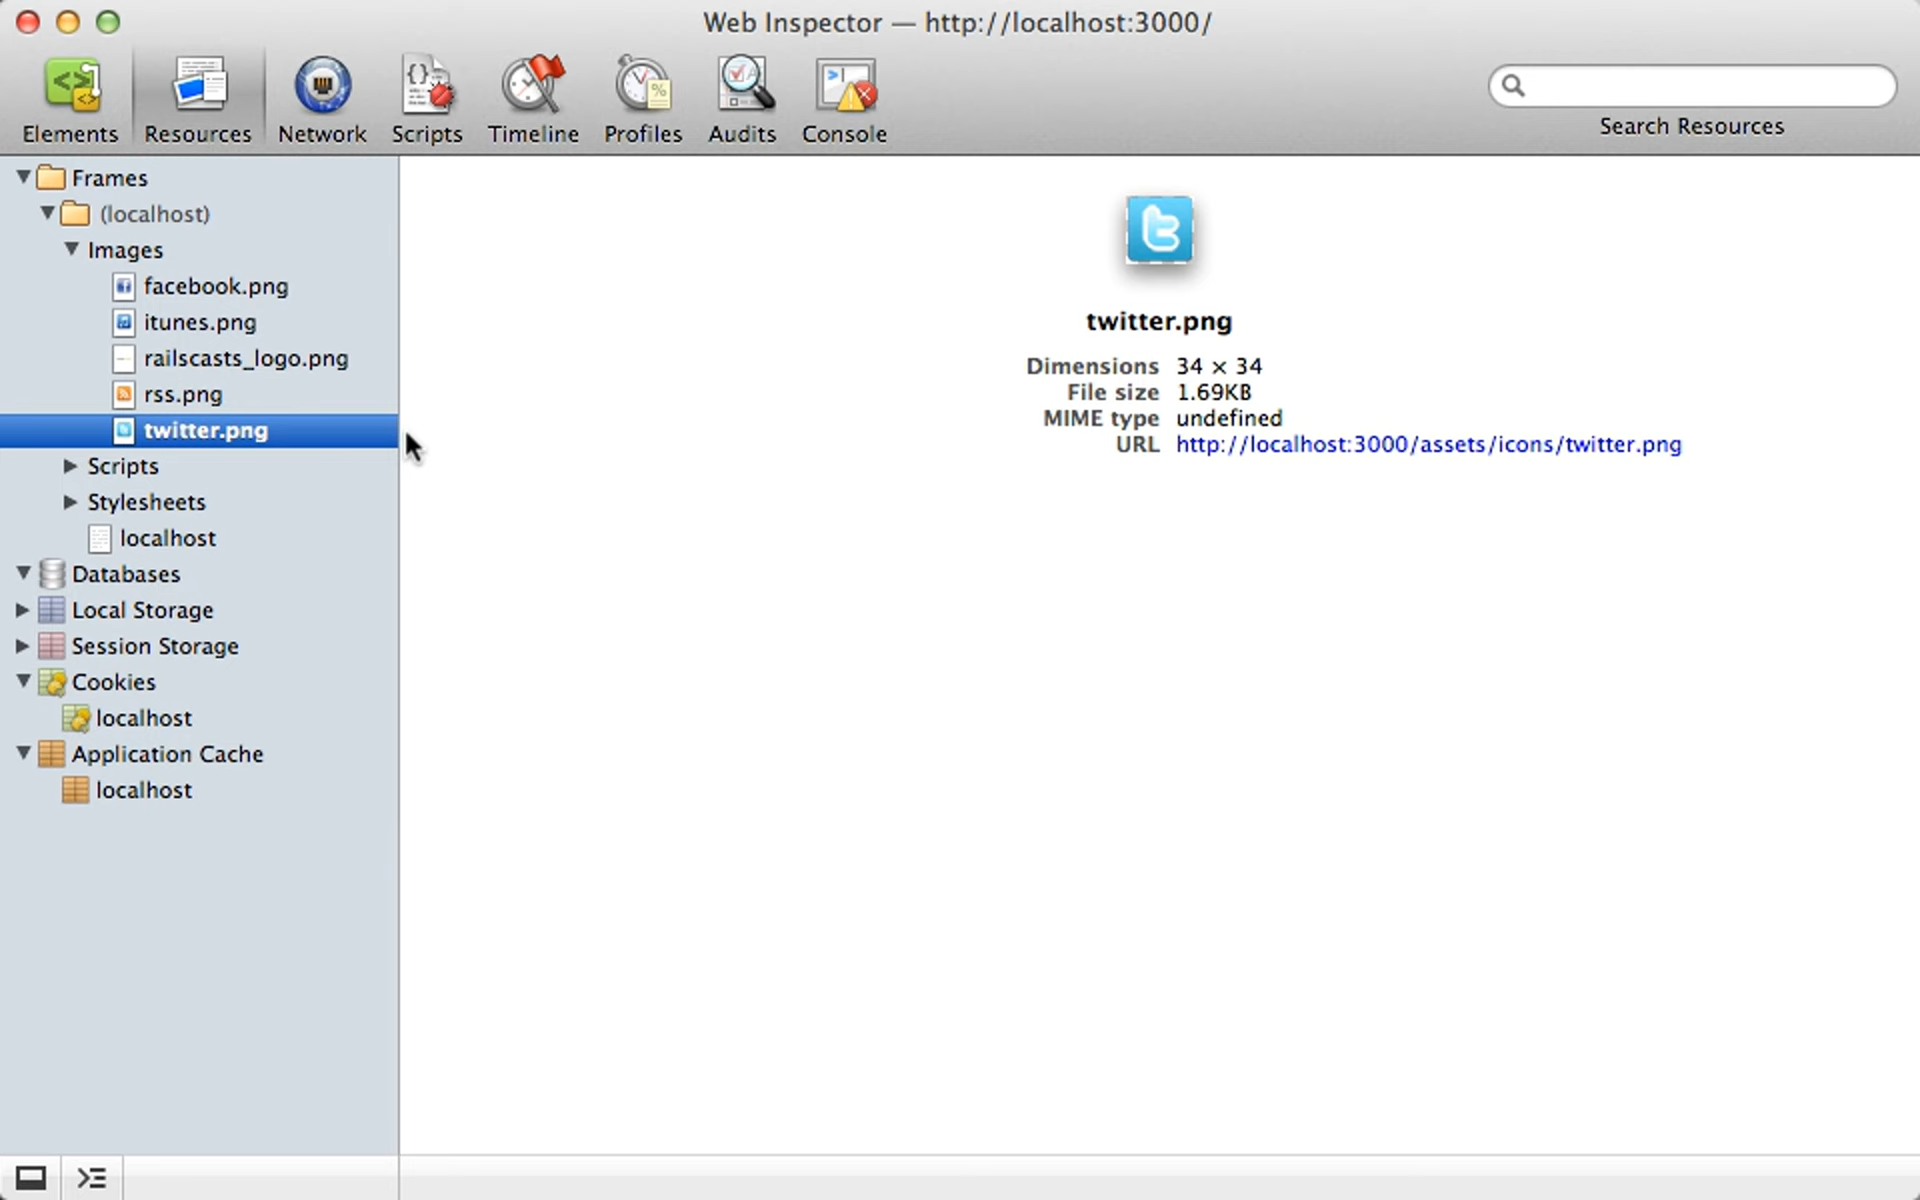 Web Inspector — http://localhost:3000/
Elements Resources Network Scripts Timeline Profiles Audits Console
Search Resources
Frames
(localhost)
Images
facebook.png
itunes.png
railscasts_logo.png
rss.png
twitter.png
Scripts
Stylesheets
localhost
Databases
Local Storage
Session Storage
Cookies
localhost
Application Cache
localhost
twitter.png
Dimensions 34 × 34
File size 1.69KB
MIME type undefined
URL http://localhost:3000/assets/icons/twitter.png